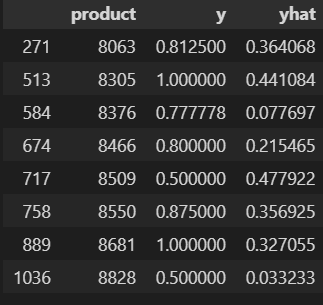 product y yhat
271 8063 0.812500 0.364068
513 8305 1.000000 0.441084
584 8376 0.777778 0.077697
674 8466 0.800000 0.215465
717 8509 0.500000 0.477922
758 8550 0.875000 0.356925
889 8681 1.000000 0.327055
1036 8828 0.500000 0.033233